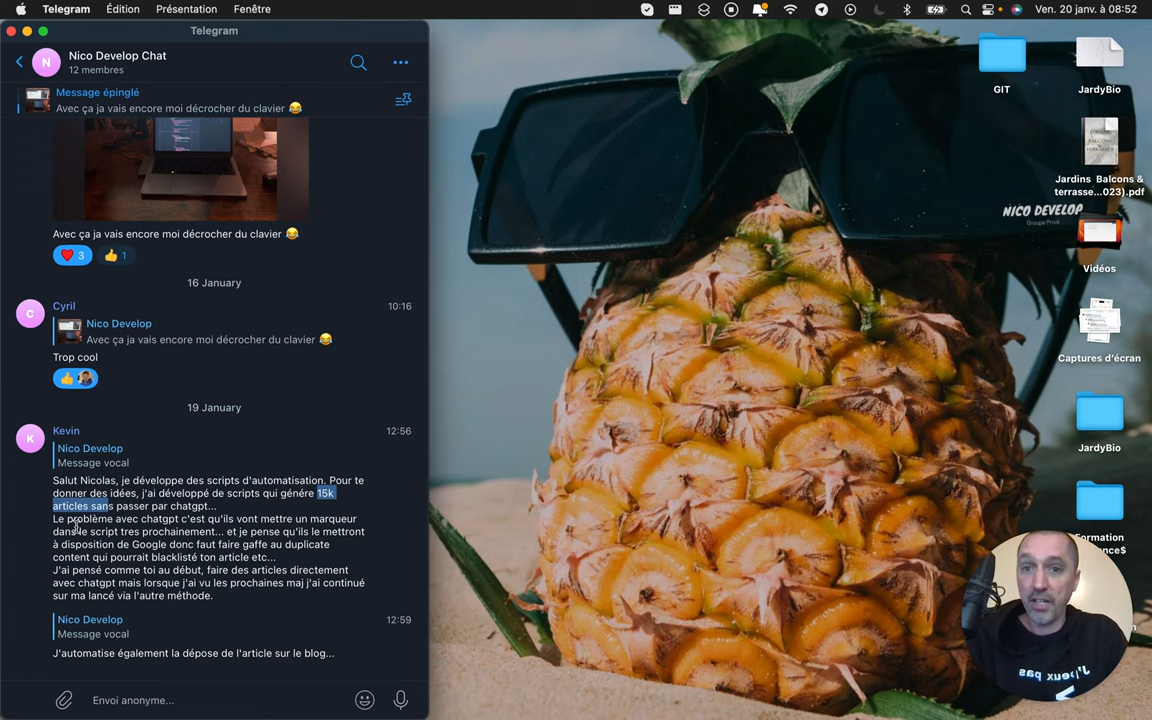 Telegram Édition Présentation Fenêtre
Ven. 20 janv. à 08:52
Telegram
N
Nico Develop Chat
12 membres
Message épinglé
Avec ça ja vais encore moi décrocher du clavier 😂
Avec ça ja vais encore moi décrocher du clavier 😂
❤️ 3 👍 1
16 January
C
Cyril
10:16
Nico Develop
Avec ça ja vais encore moi décrocher du clavier 😂
Trop cool
👍
19 January
K
Kevin
12:56
Nico Develop
Message vocal
Salut Nicolas, je développe des scripts d'automatisation. Pour te
donner des idées, j'ai développé de scripts qui génére 15k
articles sans passer par chatgpt...
Le problème avec chatgpt c'est qu'ils vont mettre un marqueur
dans le script tres prochainement... et je pense qu'ils le mettront
à disposition de Google donc faut faire gaffe au duplicate
content qui pourrait blacklisté ton article etc...
J'ai pensé comme toi au début, faire des articles directement
avec chatgpt mais lorsque j'ai vu les prochaines maj j'ai continué
sur ma lancé via l'autre méthode.
Nico Develop
12:59
Message vocal
J'automatise également la dépose de l'article sur le blog...
Envoi anonyme...
GIT
JardyBio
Jardins Balcons &
terrasse...023).pdf
NICO DEVELOP
Groupe Privé
Vidéos
Captures d'écran
JardyBio
Formation
J'peux pas